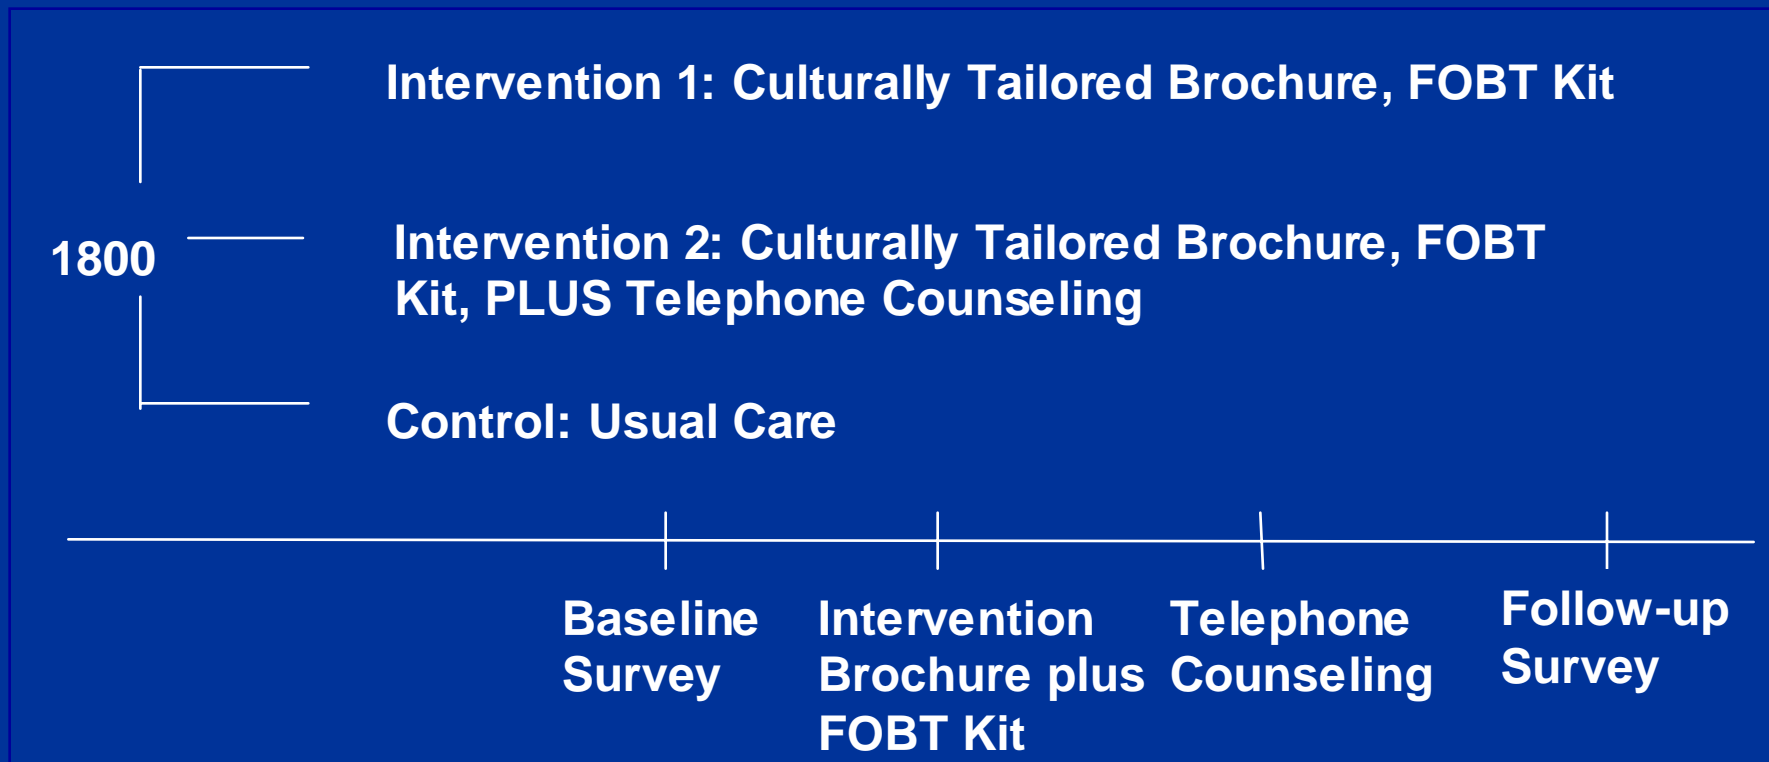 Intervention 1: Culturally Tailored Brochure, FOBT Kit
1800
Intervention 2: Culturally Tailored Brochure, FOBT
Kit, PLUS Telephone Counseling
Control: Usual Care
Baseline
Survey
Intervention
Brochure plus
FOBT Kit
Telephone
Counseling
Follow-up
Survey